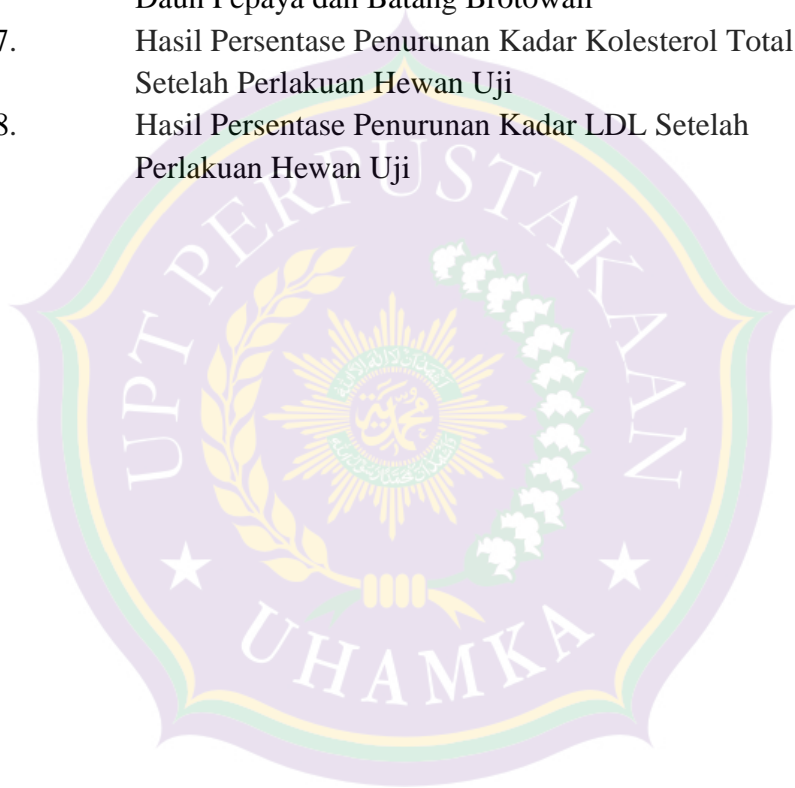 Daun Pepaya dan Batang Brotowali
7. Hasil Persentase Penurunan Kadar Kolesterol Total
Setelah Perlakuan Hewan Uji
8. Hasil Persentase Penurunan Kadar LDL Setelah
Perlakuan Hewan Uji
UPT PERPUSTAKAAN
محمدية
UHAMKA